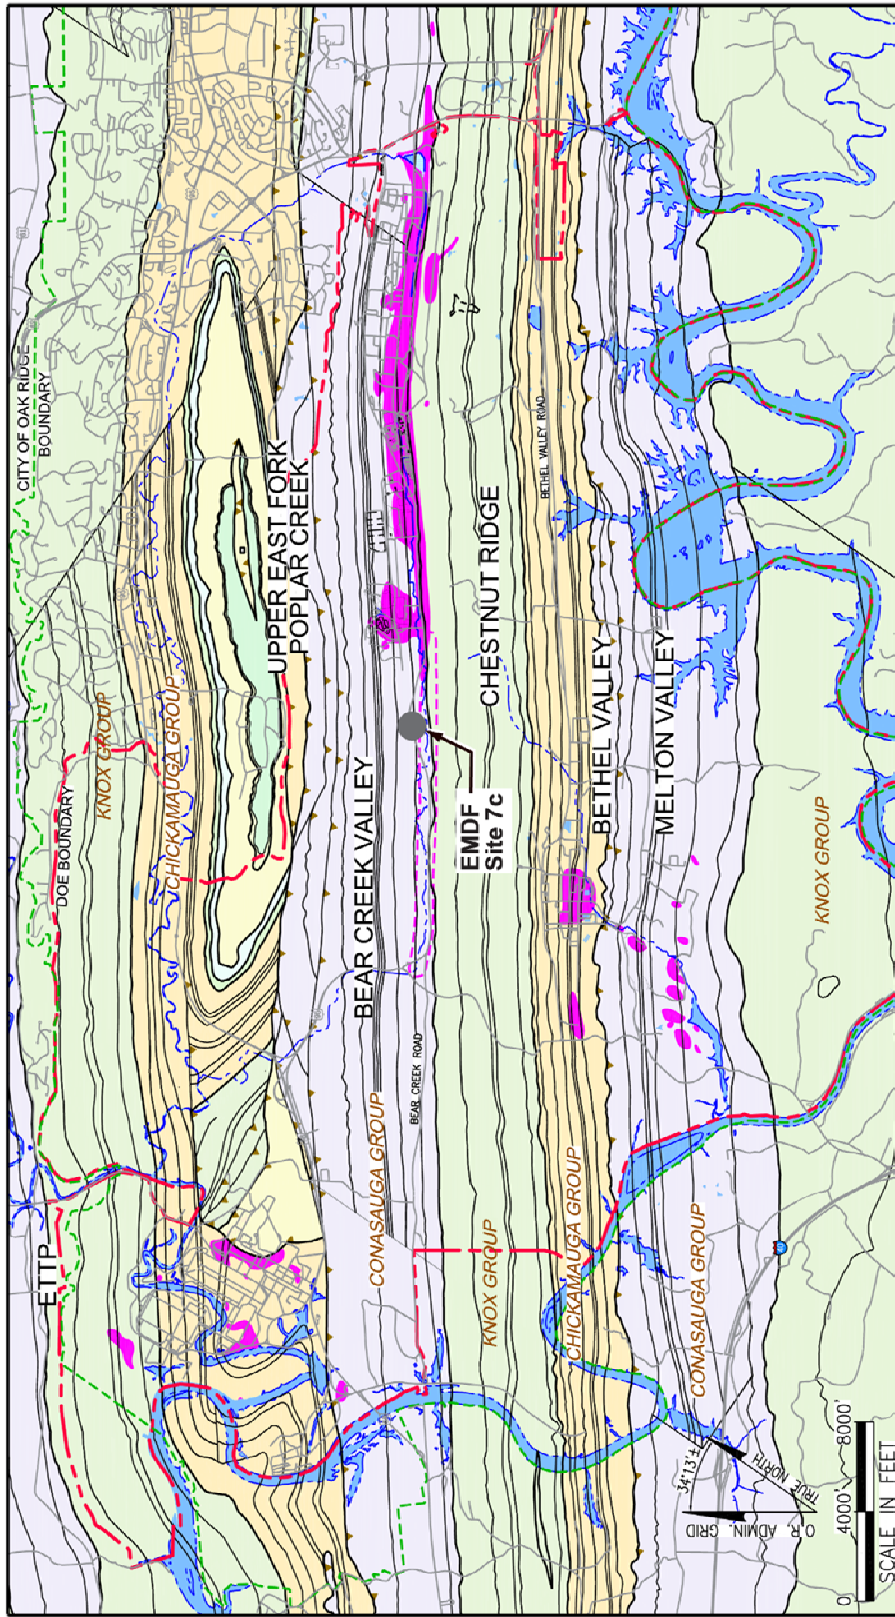 CITY OF OAK RIDGE
BOUNDARY
UPPER EAST FORK
POPLAR CREEK
KNOX GROUP
CHICKAMAUGA GROUP
DOE BOUNDARY
BEAR CREEK VALLEY
CHESTNUT RIDGE
BETHEL VALLEY ROAD
BETHEL VALLEY
MELTON VALLEY
EMDF
Site 7c
KNOX GROUP
BEAR CREEK ROAD
ETTP
CONASAUGA GROUP
KNOX GROUP
CHICKAMAUGA GROUP
CONASAUGA GROUP
34°13'±
TRUE NORTH
O.R. ADMIN. GRID
0 4000' 8000'
SCALE IN FEET